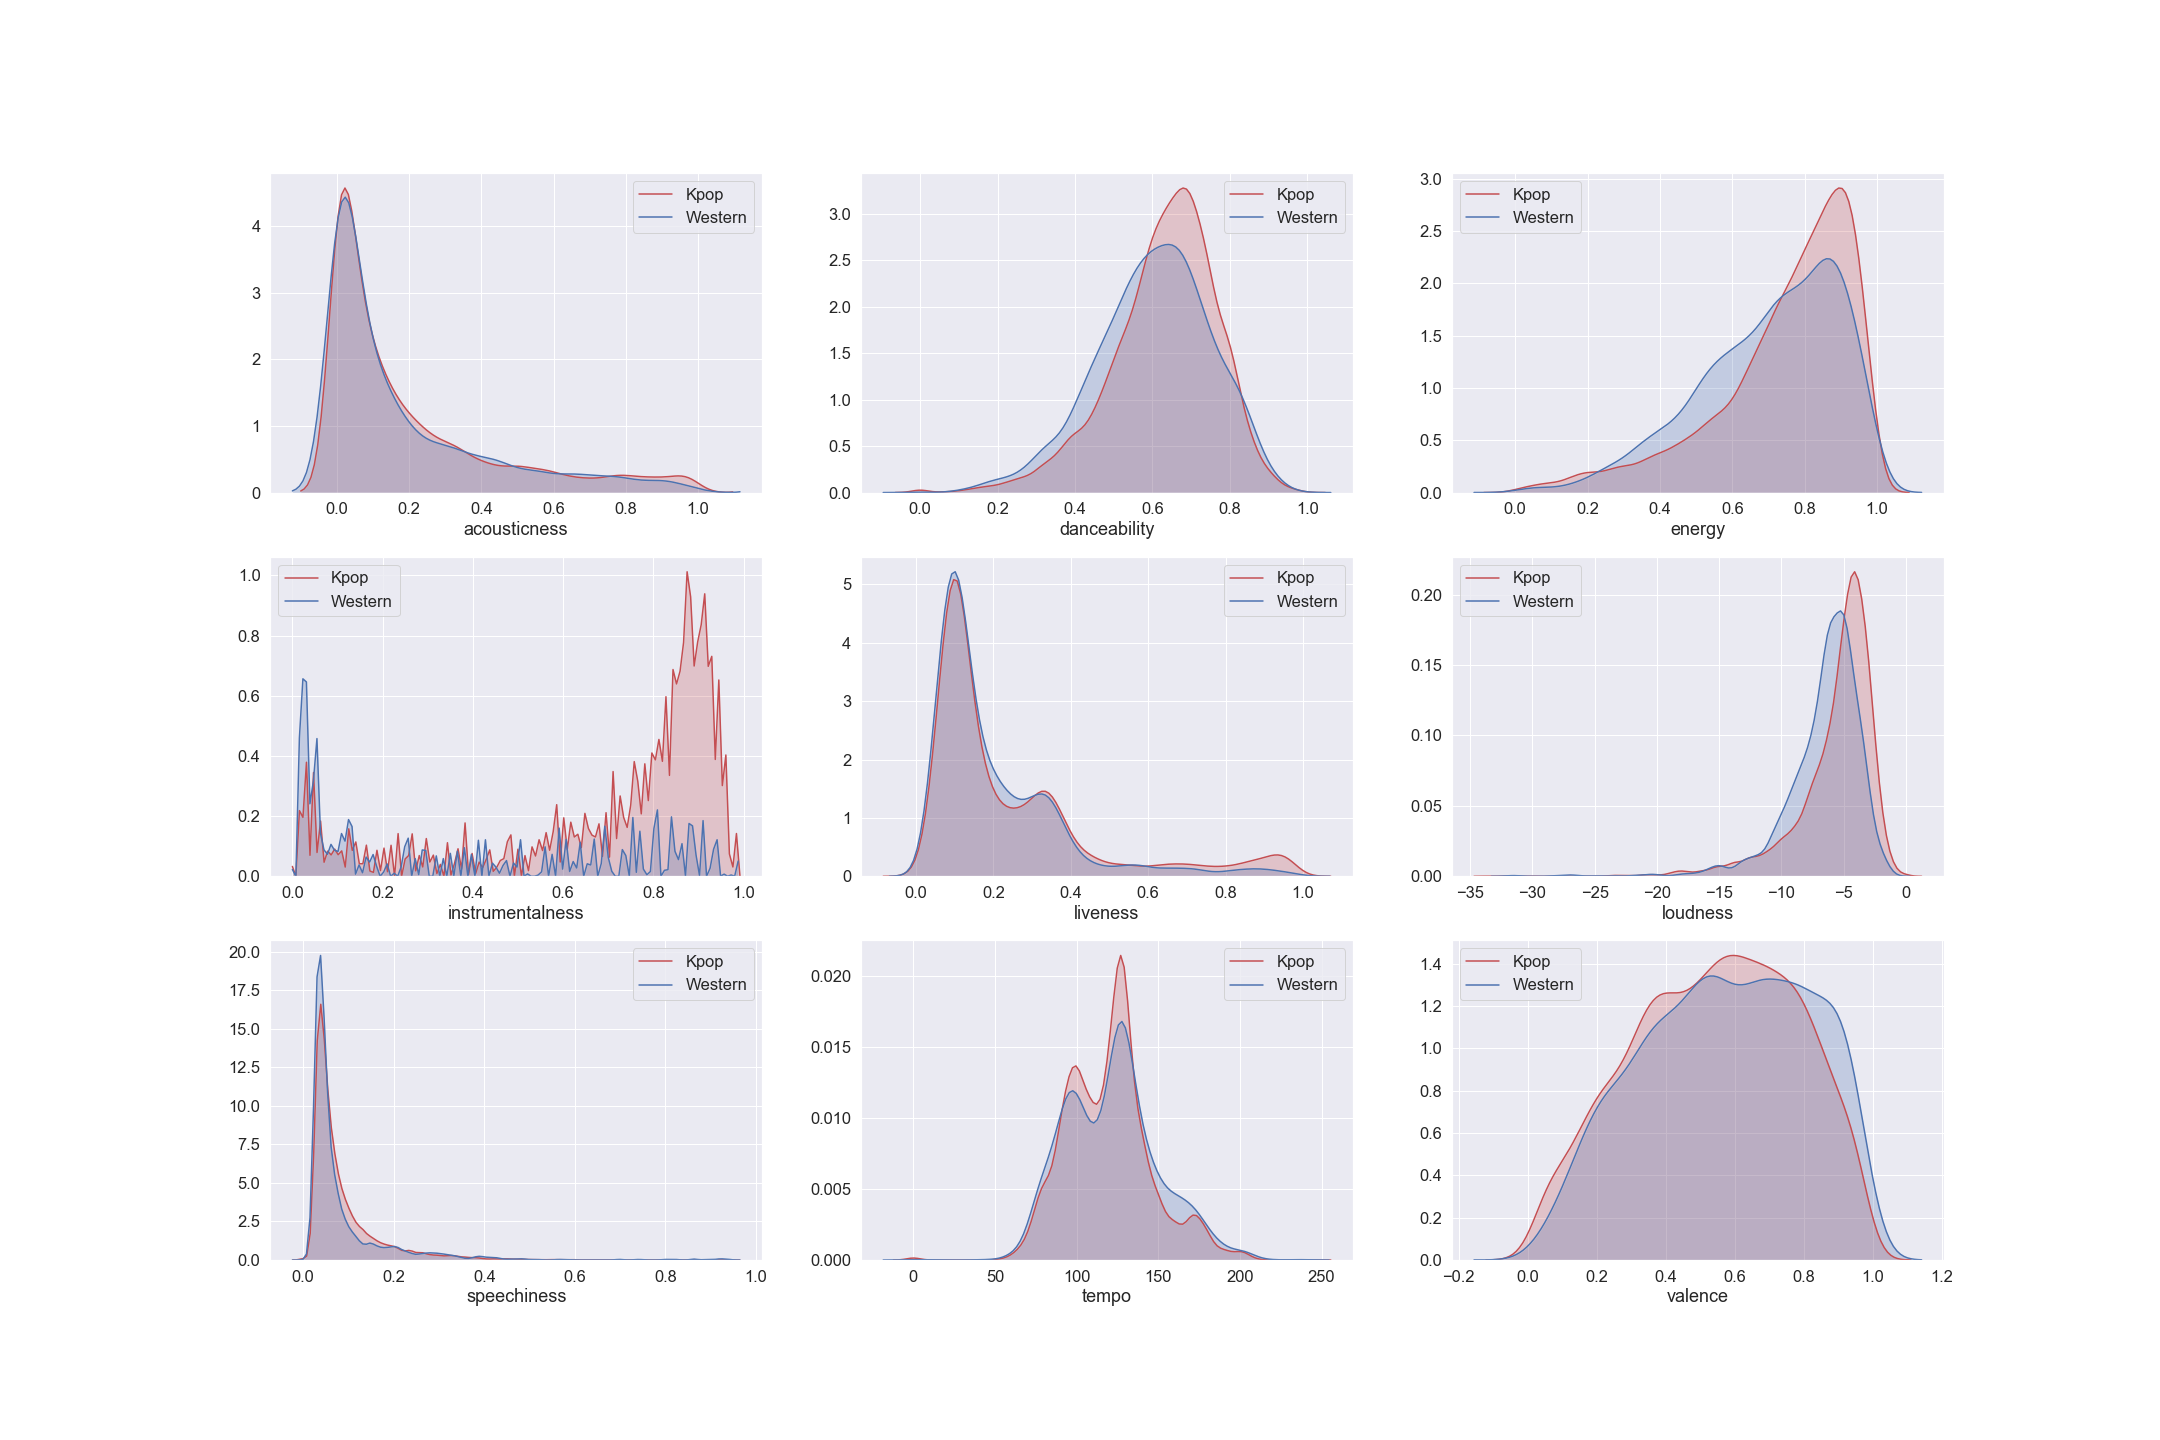 Kpop
Western
4
3
2
1
0
0.0 0.2 0.4 0.6 0.8 1.0
acousticness
Kpop
Western
3.0
2.5
2.0
1.5
1.0
0.5
0.0
0.0 0.2 0.4 0.6 0.8 1.0
danceability
Kpop
Western
3.0
2.5
2.0
1.5
1.0
0.5
0.0
0.0 0.2 0.4 0.6 0.8 1.0
energy
Kpop
Western
1.0
0.8
0.6
0.4
0.2
0.0
0.0 0.2 0.4 0.6 0.8 1.0
instrumentalness
Kpop
Western
5
4
3
2
1
0
0.0 0.2 0.4 0.6 0.8 1.0
liveness
Kpop
Western
0.20
0.15
0.10
0.05
0.00
−35 −30 −25 −20 −15 −10 −5 0
loudness
Kpop
Western
20.0
17.5
15.0
12.5
10.0
7.5
5.0
2.5
0.0
0.0 0.2 0.4 0.6 0.8 1.0
speechiness
Kpop
Western
0.020
0.015
0.010
0.005
0.000
0 50 100 150 200 250
tempo
Kpop
Western
1.4
1.2
1.0
0.8
0.6
0.4
0.2
0.0
−0.2 0.0 0.2 0.4 0.6 0.8 1.0 1.2
valence